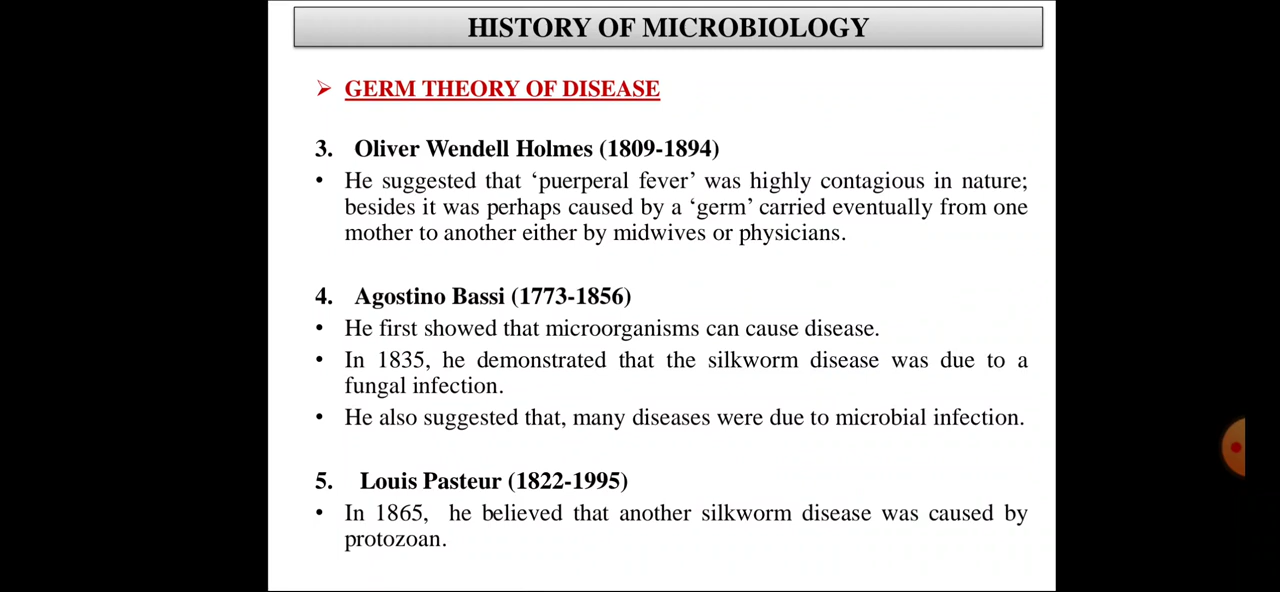 HISTORY OF MICROBIOLOGY
➢ GERM THEORY OF DISEASE
3. Oliver Wendell Holmes (1809-1894)
• He suggested that ‘puerperal fever’ was highly contagious in nature;
besides it was perhaps caused by a ‘germ’ carried eventually from one
mother to another either by midwives or physicians.
4. Agostino Bassi (1773-1856)
• He first showed that microorganisms can cause disease.
• In 1835, he demonstrated that the silkworm disease was due to a
fungal infection.
• He also suggested that, many diseases were due to microbial infection.
5. Louis Pasteur (1822-1995)
• In 1865, he believed that another silkworm disease was caused by
protozoan.